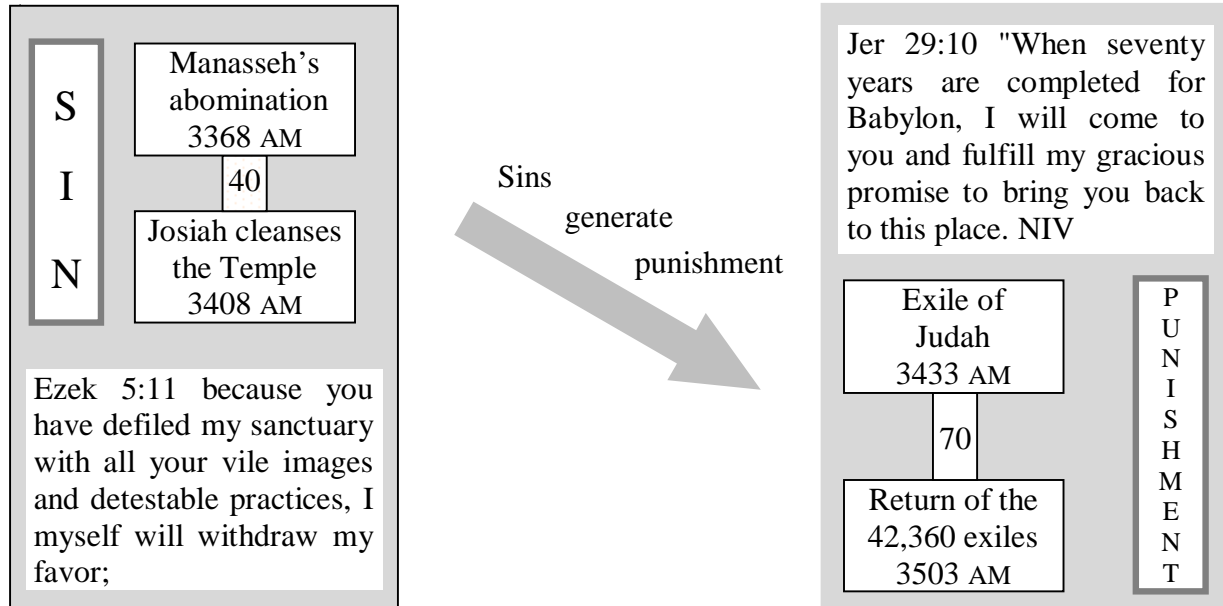 S
I
N
Manasseh's
abomination
3368 AM
40
Josiah cleanses
the Temple
3408 AM
Ezek 5:11 because you
have defiled my sanctuary
with all your vile images
and detestable practices, I
myself will withdraw my
favor;
Sins
generate
punishment
Jer 29:10 "When seventy
years are completed for
Babylon, I will come to
you and fulfill my gracious
promise to bring you back
to this place. NIV
Exile of
Judah
3433 AM
70
Return of the
42,360 exiles
3503 AM
P
U
N
I
S
H
M
E
N
T